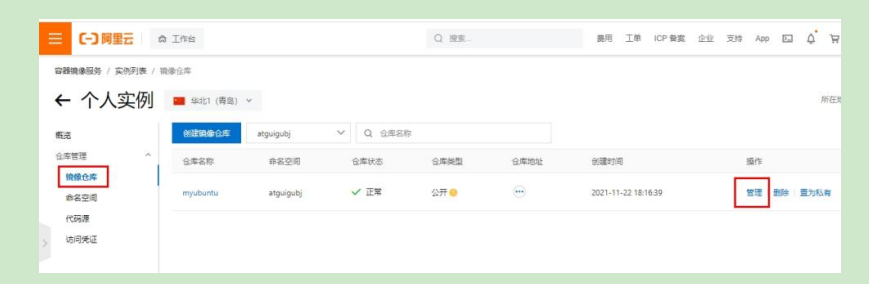 阿里云 工作台 搜索... 费用 工单 ICP 备案 企业 支持 App
容器镜像服务 / 实例列表 / 镜像仓库
← 个人实例 华北1 (青岛) 所在
概览 创建镜像仓库 atguigubj 仓库名称
仓库管理 仓库名称 命名空间 仓库状态 仓库类型 仓库地址 创建时间 操作
镜像仓库
myubuntu atguigubj 正常 公开 2021-11-22 18:16:39 管理 删除 置为私有
命名空间
代码源
访问凭证